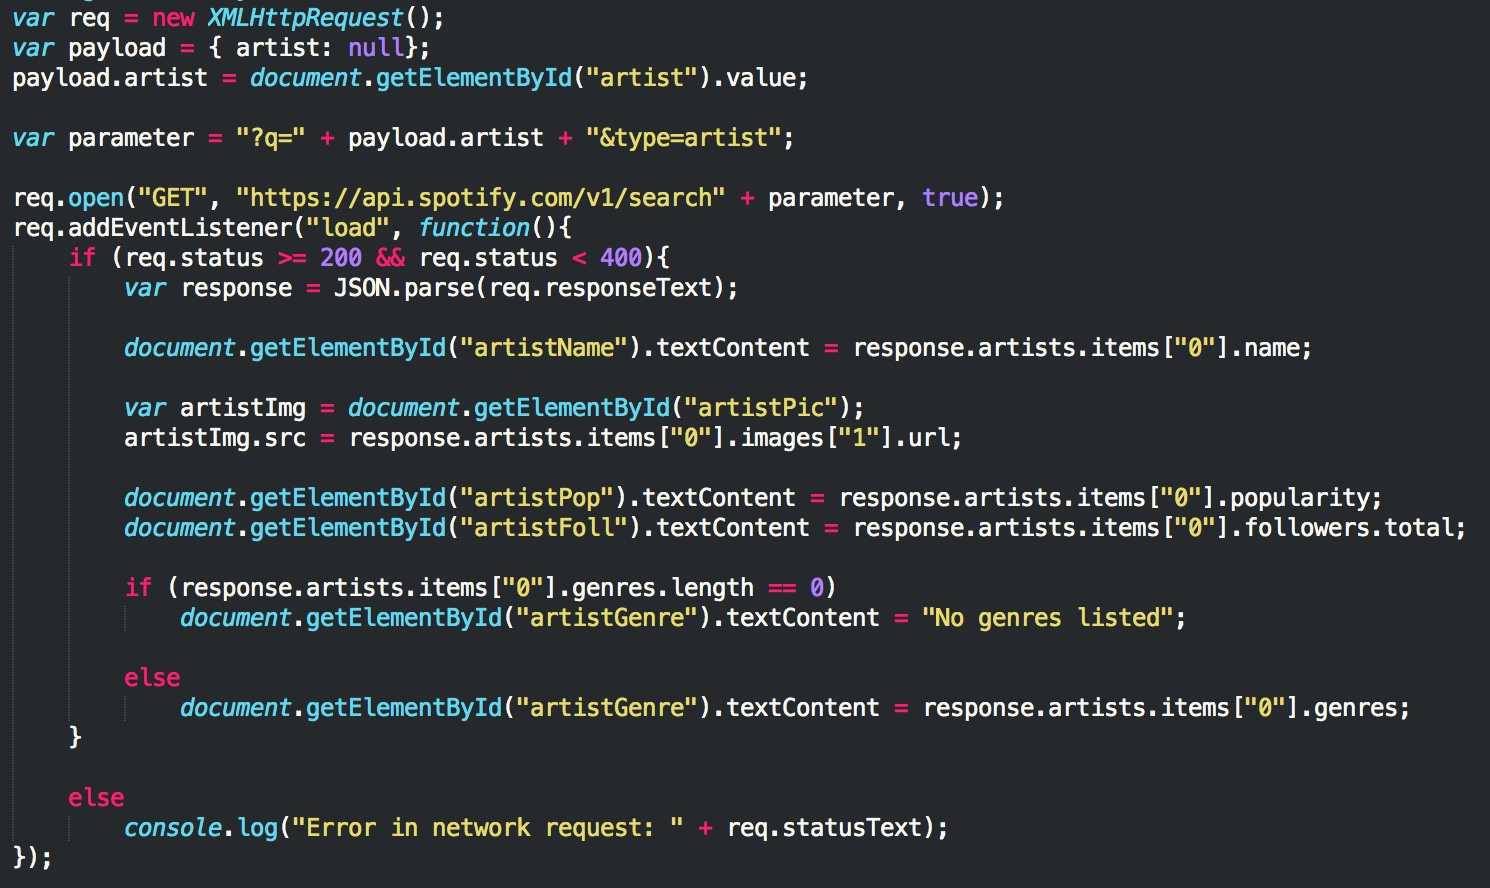 var req = new XMLHttpRequest();
var payload = { artist: null};
payload.artist = document.getElementById("artist").value;
var parameter = "?q=" + payload.artist + "&type=artist";
req.open("GET", "https://api.spotify.com/v1/search" + parameter, true);
req.addEventListener("load", function(){
if (req.status >= 200 && req.status < 400){
var response = JSON.parse(req.responseText);
document.getElementById("artistName").textContent = response.artists.items["0"].name;
var artistImg = document.getElementById("artistPic");
artistImg.src = response.artists.items["0"].images["1"].url;
document.getElementById("artistPop").textContent = response.artists.items["0"].popularity;
document.getElementById("artistFoll").textContent = response.artists.items["0"].followers.total;
if (response.artists.items["0"].genres.length == 0)
document.getElementById("artistGenre").textContent = "No genres listed";
else
document.getElementById("artistGenre").textContent = response.artists.items["0"].genres;
}
else
console.log("Error in network request: " + req.statusText);
});